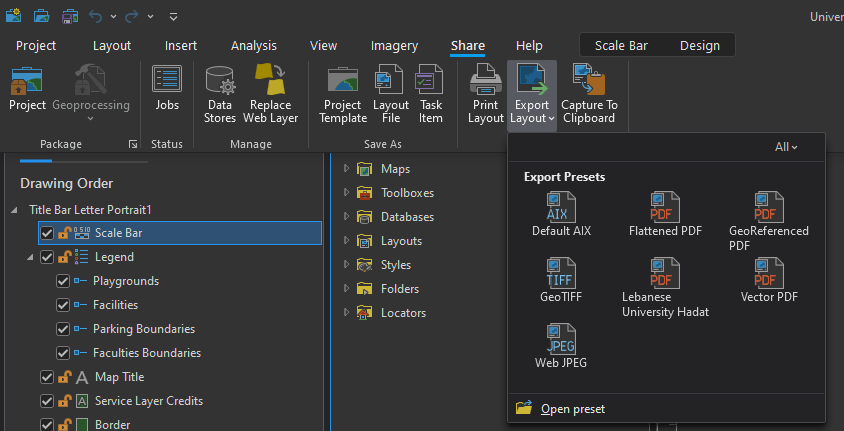 Univer
Project Layout Insert Analysis View Imagery Share Help Scale Bar Design
Project Geoprocessing Jobs Data Stores Replace Web Layer Project Template Layout File Task Item Print Layout Export Layout Capture To Clipboard
Package Status Manage Save As
All
Drawing Order
Title Bar Letter Portrait1
Scale Bar
Legend
Playgrounds
Facilities
Parking Boundaries
Faculties Boundaries
Map Title
Service Layer Credits
Border
Maps
Toolboxes
Databases
Layouts
Styles
Folders
Locators
Export Presets
AIX PDF PDF
Default AIX Flattened PDF GeoReferenced
PDF
TIFF PDF PDF
GeoTIFF Lebanese Vector PDF
University Hadat
JPEG
Web JPEG
Open preset